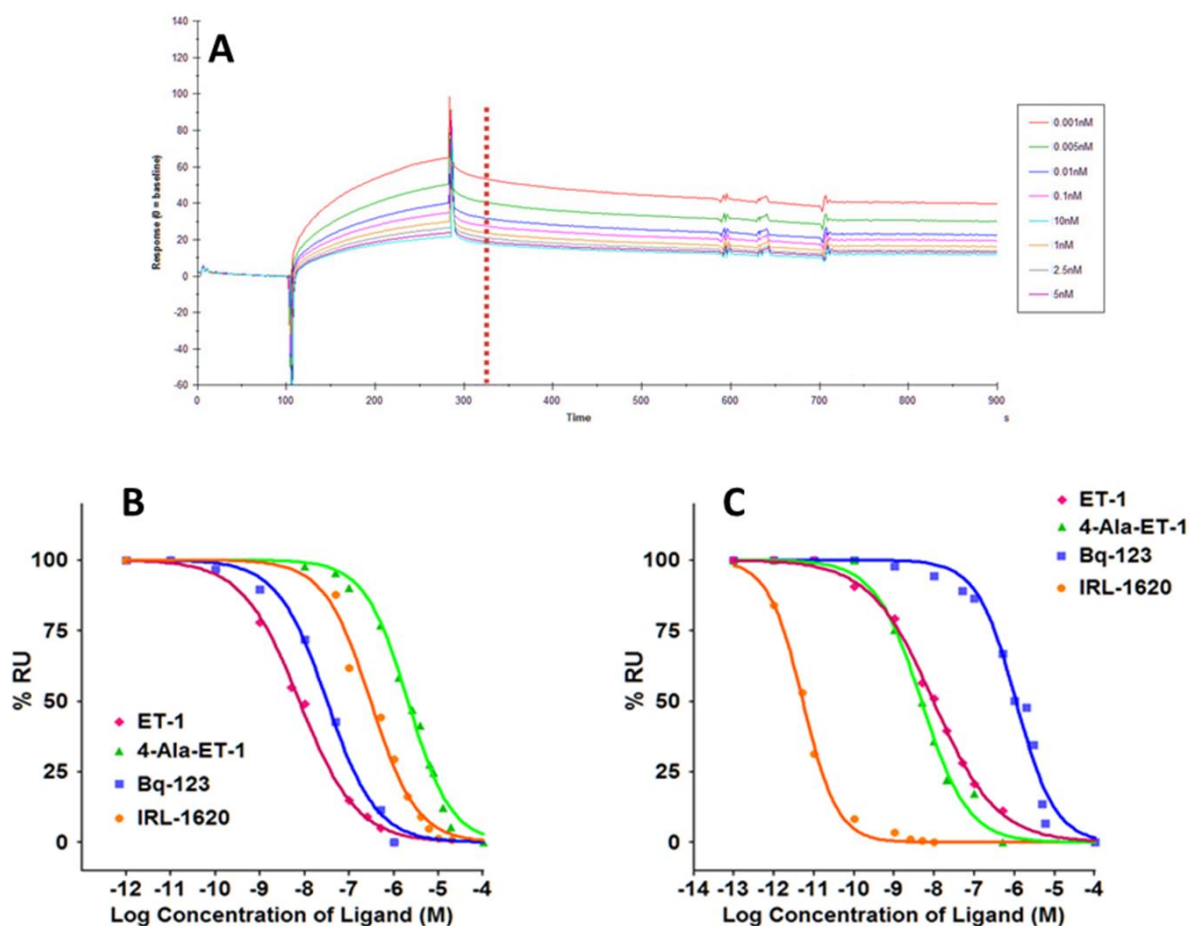 A
140
120
100
80
60
40
20
0
-20
-40
-60
Response (0 = baseline)
0 100 200 300 400 500 600 700 800 900
Time s
0.001nM
0.005nM
0.01nM
0.1nM
10nM
1nM
2.5nM
5nM
B
100
75
50
25
0
% RU
ET-1
4-Ala-ET-1
Bq-123
IRL-1620
-12 -11 -10 -9 -8 -7 -6 -5 -4
Log Concentration of Ligand (M)
C
ET-1
4-Ala-ET-1
Bq-123
IRL-1620
100
75
50
25
0
% RU
-14 -13 -12 -11 -10 -9 -8 -7 -6 -5 -4
Log Concentration of Ligand (M)